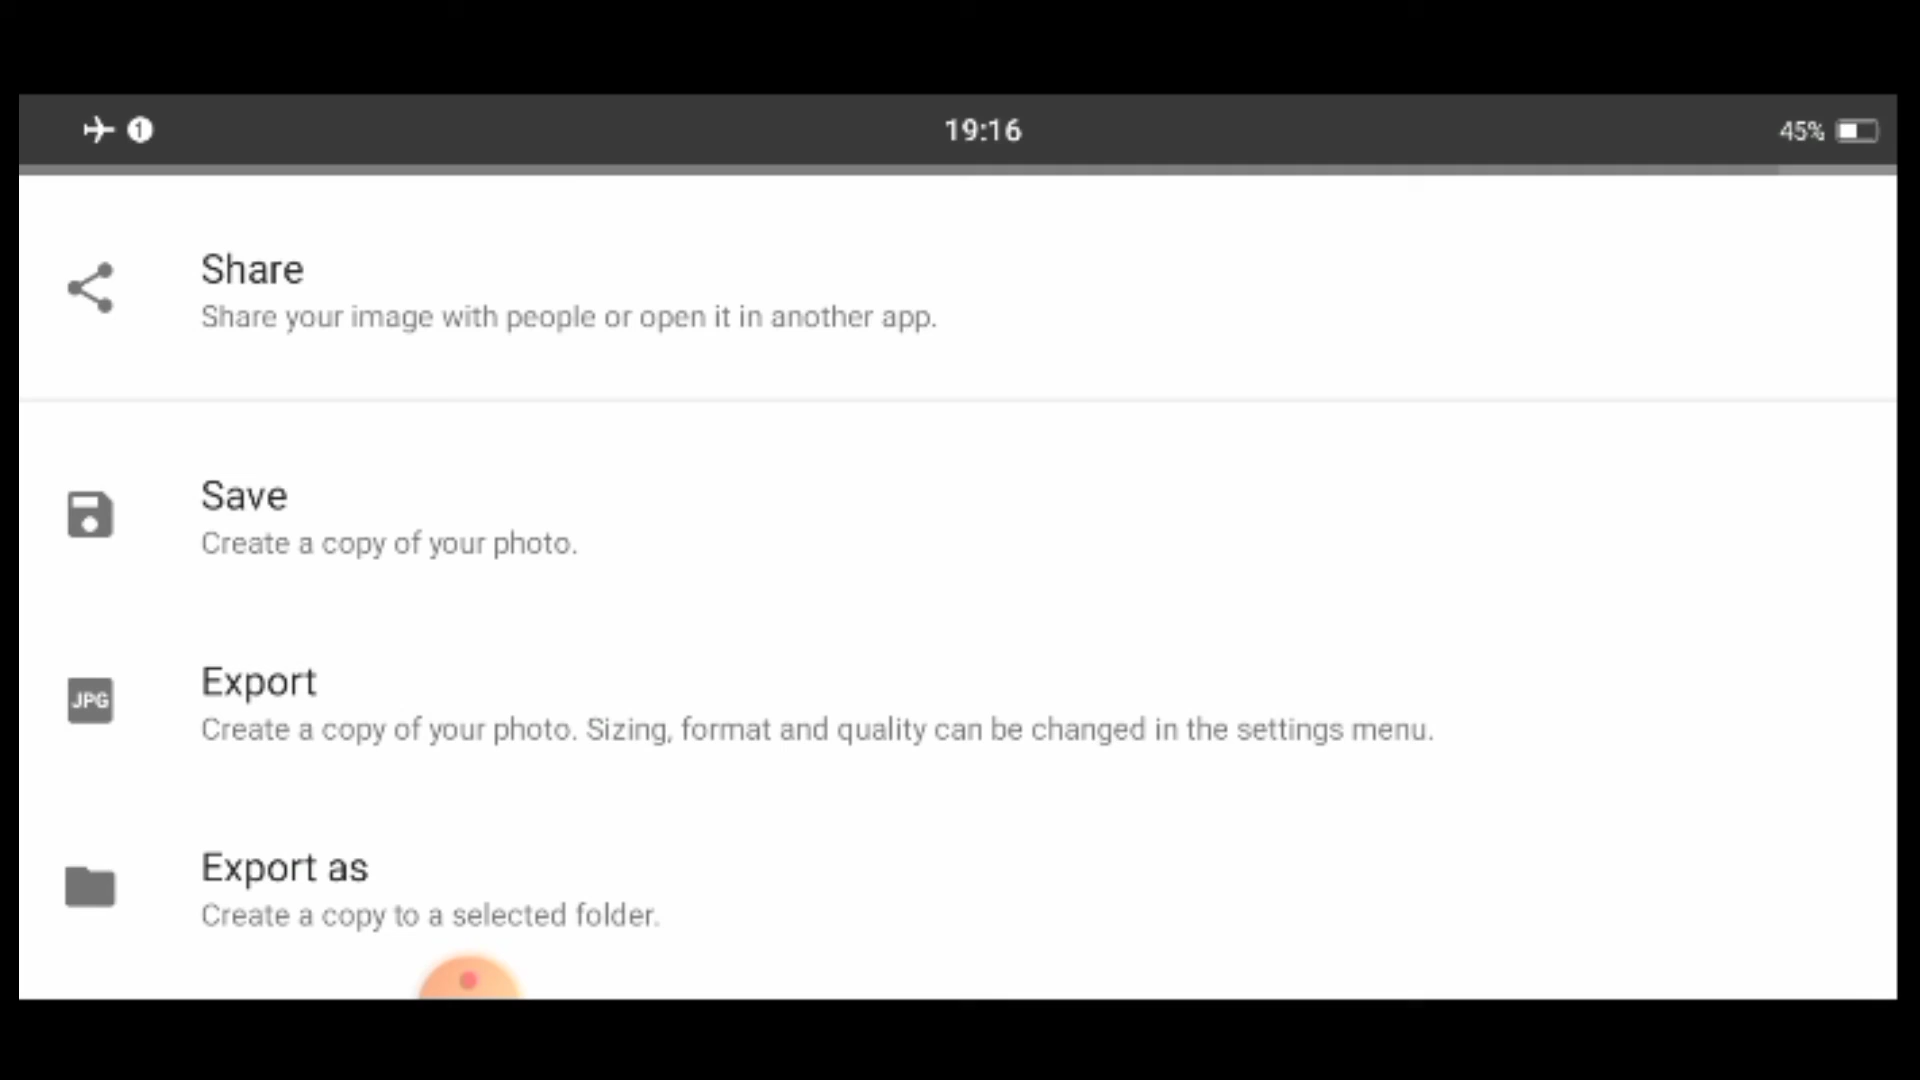 1 19:16 45%
Share
Share your image with people or open it in another app.
Save
Create a copy of your photo.
JPG
Export
Create a copy of your photo. Sizing, format and quality can be changed in the settings menu.
Export as
Create a copy to a selected folder.